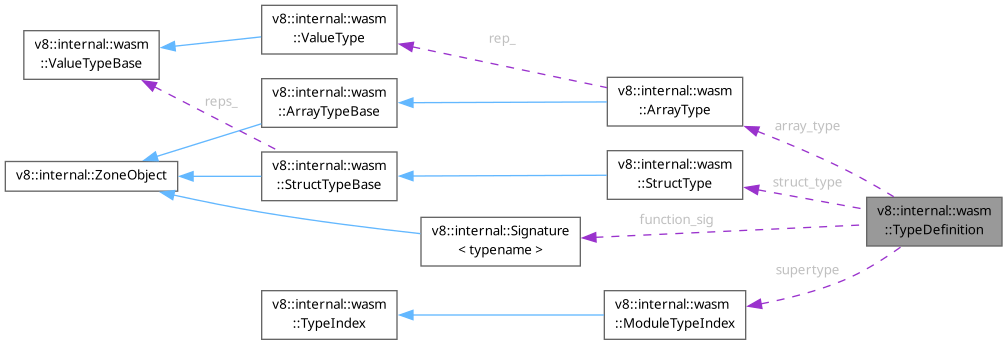 v8::internal::wasm
::ValueTypeBase
v8::internal::ZoneObject
v8::internal::wasm
::ValueType
v8::internal::wasm
::ArrayTypeBase
reps_
v8::internal::wasm
::StructTypeBase
v8::internal::Signature
< typename >
v8::internal::wasm
::TypeIndex
rep_
v8::internal::wasm
::ArrayType
v8::internal::wasm
::StructType
function_sig
v8::internal::wasm
::ModuleTypeIndex
array_type
struct_type
supertype
v8::internal::wasm
::TypeDefinition